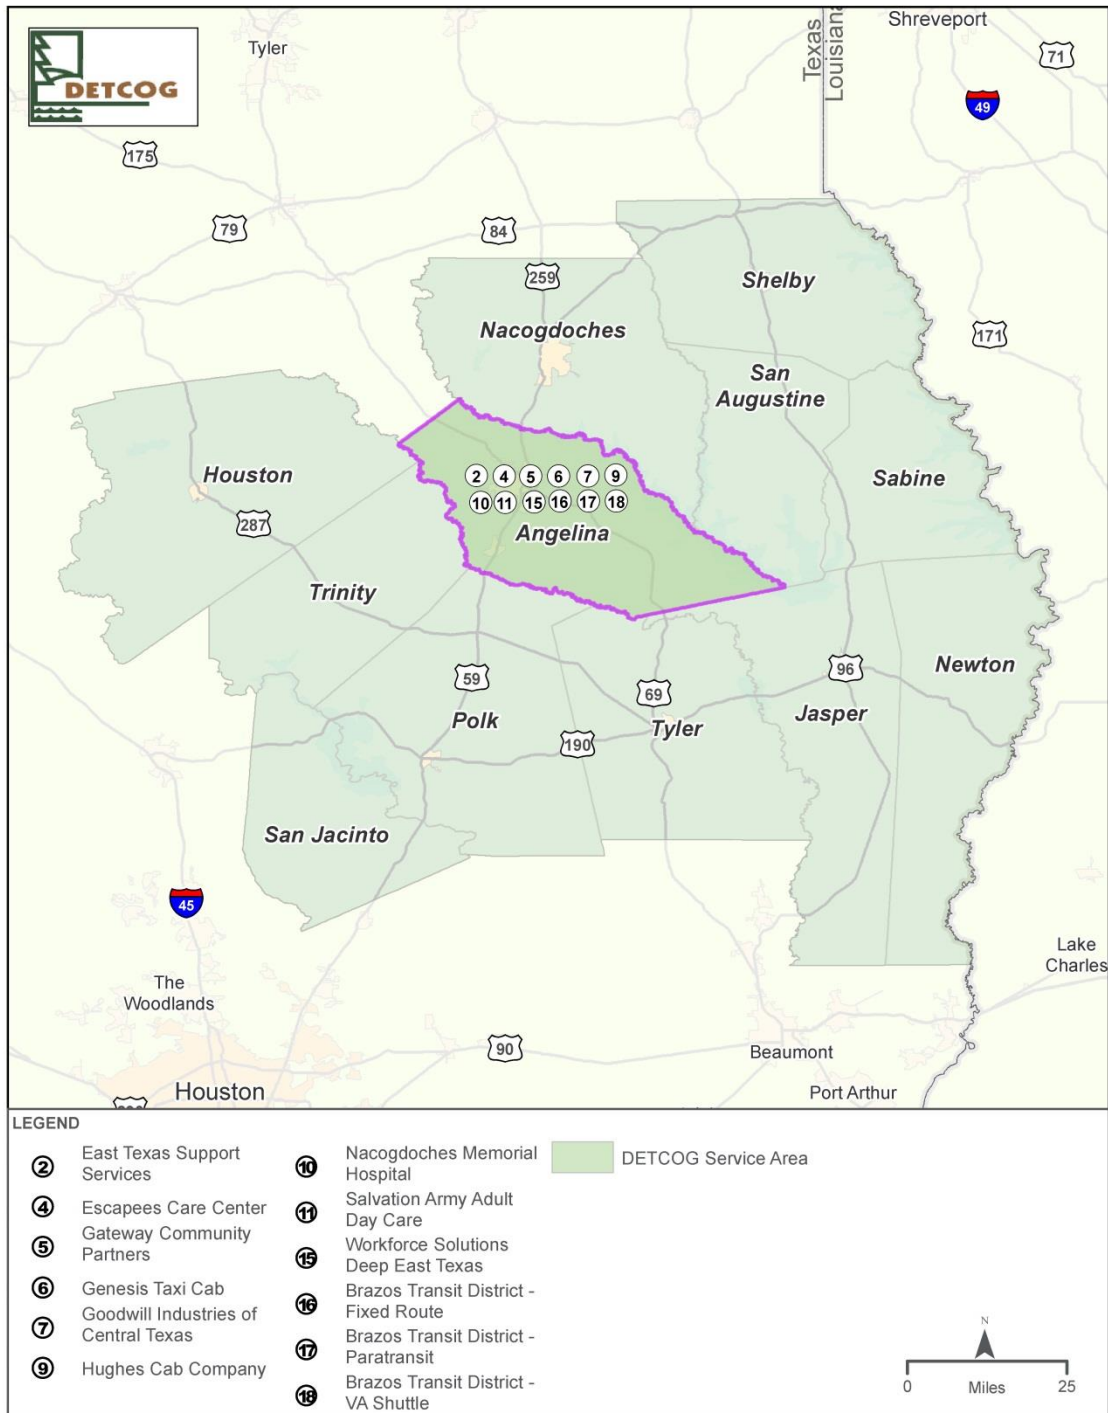 DETCOG
Tyler
Texas
Louisiana
Shreveport
71
49
175
79
84
259
171
Shelby
Nacogdoches
San
Augustine
Houston
Sabine
287
2 4 5 6 7 9
10 11 15 16 17 18
Angelina
Trinity
59
69
96
Newton
Polk
190
Tyler
Jasper
San Jacinto
45
The
Woodlands
Lake
Charles
90
Beaumont
Houston
Port Arthur
LEGEND
2 East Texas Support
Services
4 Escapees Care Center
5 Gateway Community
Partners
6 Genesis Taxi Cab
7 Goodwill Industries of
Central Texas
9 Hughes Cab Company
10 Nacogdoches Memorial
Hospital
11 Salvation Army Adult
Day Care
15 Workforce Solutions
Deep East Texas
16 Brazos Transit District -
Fixed Route
17 Brazos Transit District -
Paratransit
18 Brazos Transit District -
VA Shuttle
DETCOG Service Area
N
0 Miles 25